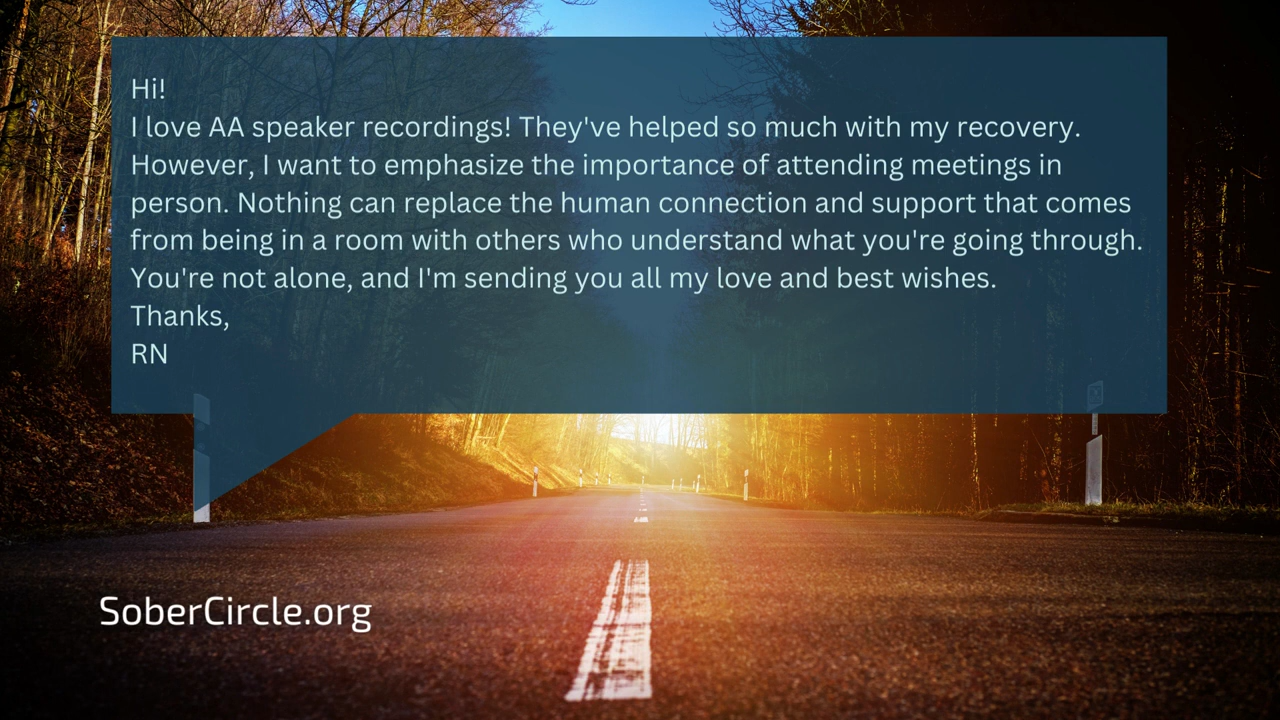 Hi!
I love AA speaker recordings! They've helped so much with my recovery.
However, I want to emphasize the importance of attending meetings in
person. Nothing can replace the human connection and support that comes
from being in a room with others who understand what you're going through.
You're not alone, and I'm sending you all my love and best wishes.
Thanks,
RN
SoberCircle.org